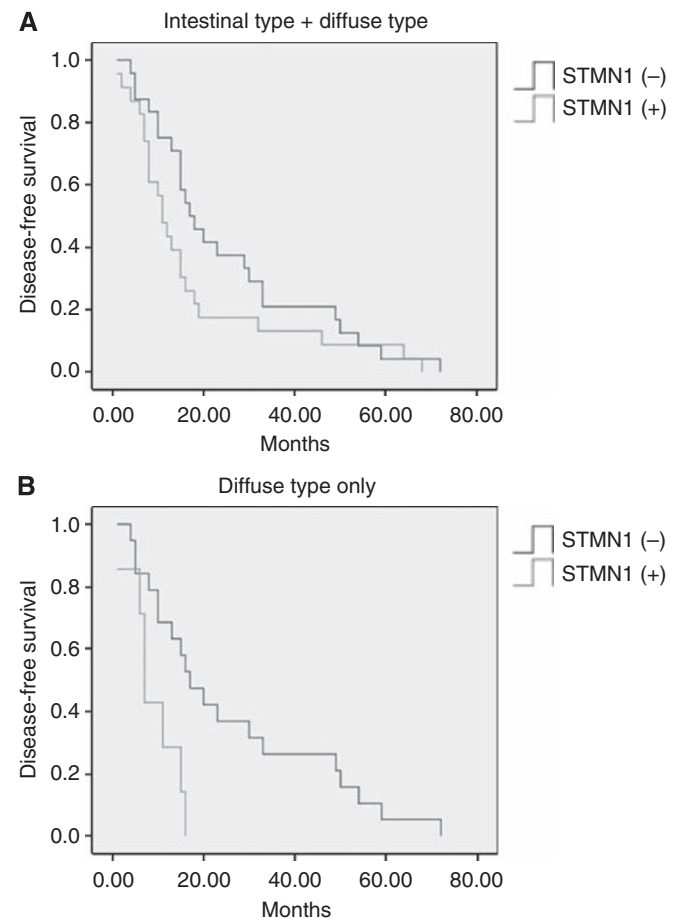 A
Intestinal type + diffuse type
1.0
0.8
0.6
0.4
0.2
0.0
Disease-free survival
0.00 20.00 40.00 60.00 80.00
Months
STMN1 (–)
STMN1 (+)
B
Diffuse type only
1.0
0.8
0.6
0.4
0.2
0.0
Disease-free survival
0.00 20.00 40.00 60.00 80.00
Months
STMN1 (–)
STMN1 (+)